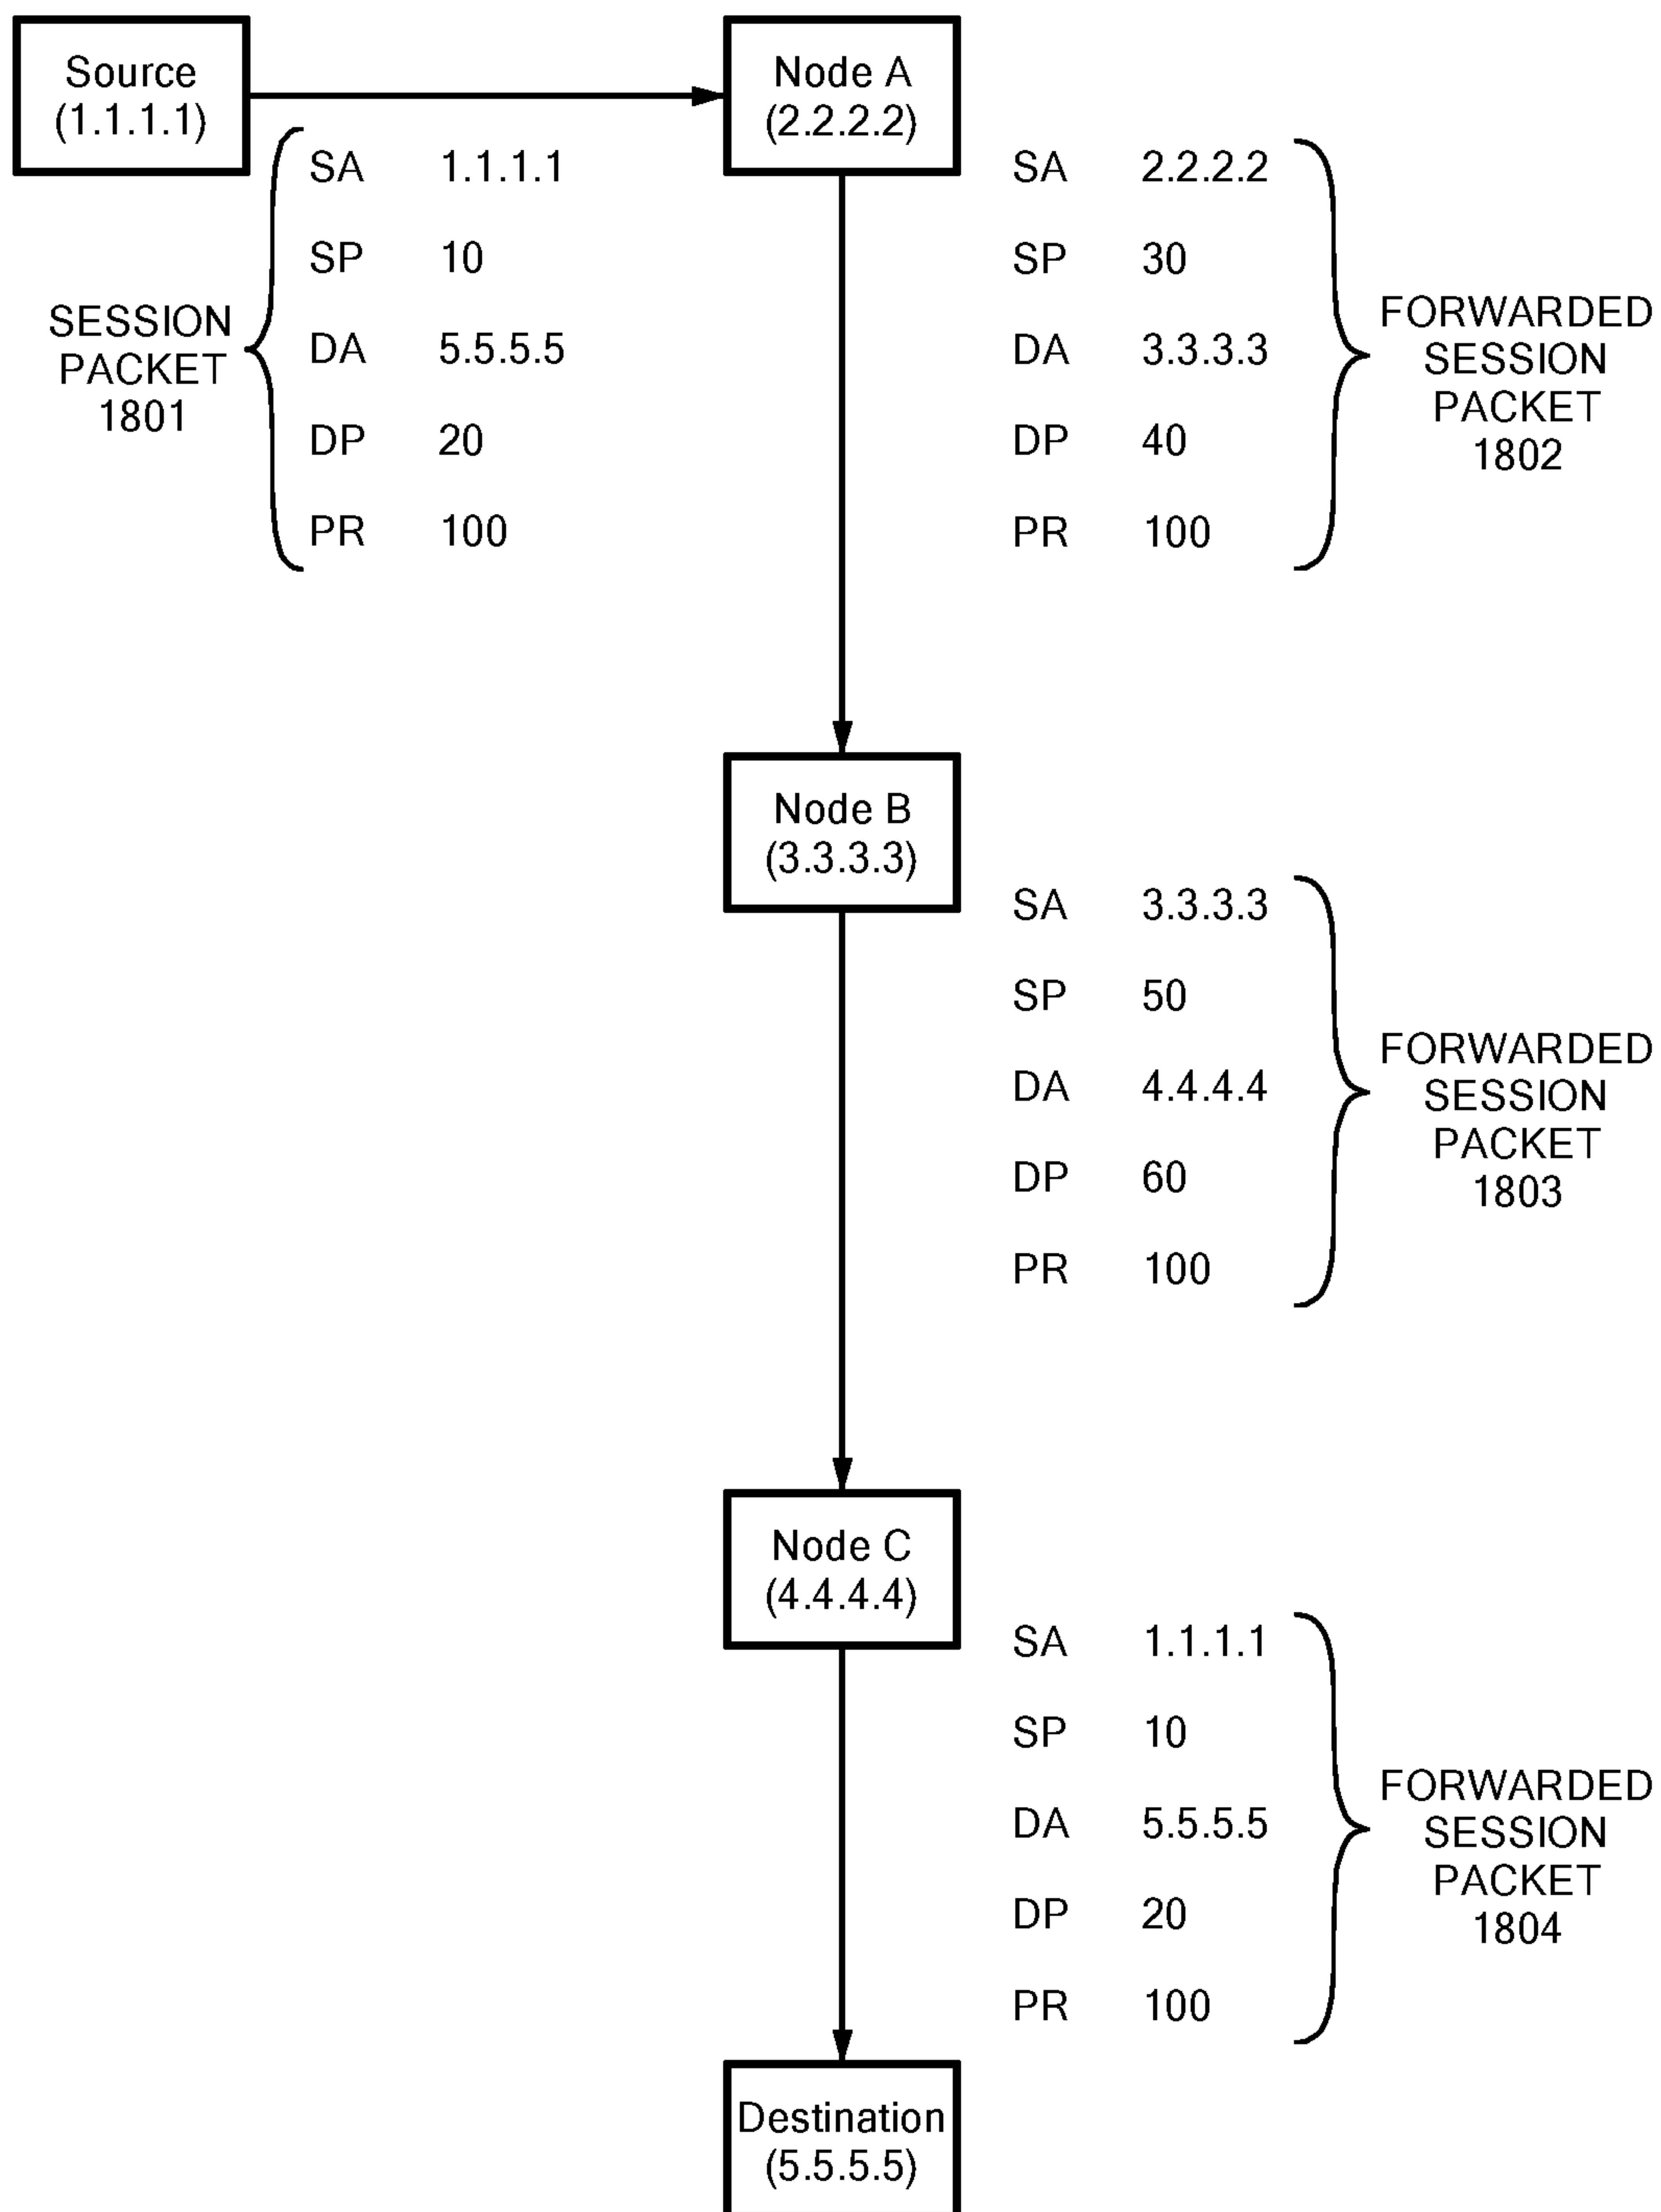 Source
(1.1.1.1)
Node A
(2.2.2.2)
SESSION
PACKET
1801
SA 1.1.1.1
SP 10
DA 5.5.5.5
DP 20
PR 100
SA 2.2.2.2
SP 30
DA 3.3.3.3
DP 40
PR 100
FORWARDED
SESSION
PACKET
1802
Node B
(3.3.3.3)
SA 3.3.3.3
SP 50
DA 4.4.4.4
DP 60
PR 100
FORWARDED
SESSION
PACKET
1803
Node C
(4.4.4.4)
SA 1.1.1.1
SP 10
DA 5.5.5.5
DP 20
PR 100
FORWARDED
SESSION
PACKET
1804
Destination
(5.5.5.5)